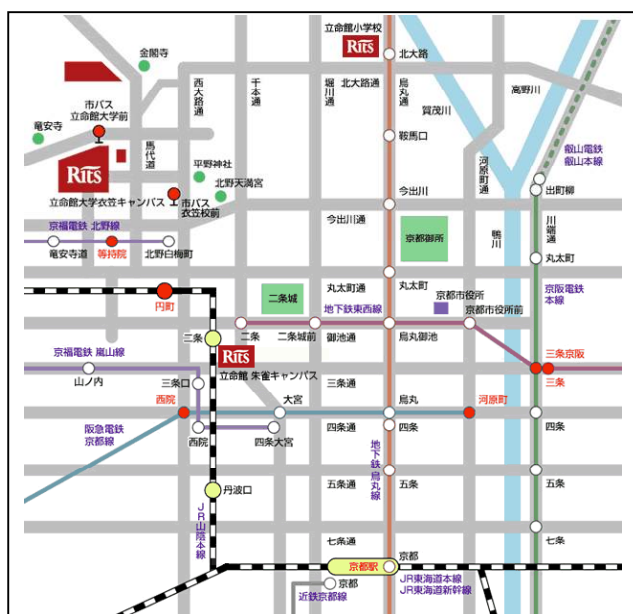 立命館小学校
Rits
北大路
金閣寺
西大路通
千本通
堀川通
北大路通
烏丸通
賀茂川
高野川
市バス
立命館大学前
竜安寺
馬代道
鞍馬口
河原町通
叡山電鉄
叡山本線
平野神社
Rits
北野天満宮
出町柳
立命館大学衣笠キャンパス
市バス
衣笠校前
今出川
今出川通
川端通
京福電鉄 北野線
京都御所
鴨川
竜安寺道
等持院
北野白梅町
丸太町
丸太町通
丸太町
二条城
京都市役所
京阪電鉄
本線
円町
地下鉄東西線
京都市役所前
二条
二条
二条城前
御池通
烏丸御池
京福電鉄 嵐山線
Rits
立命館 朱雀キャンパス
三条京阪
山ノ内
三条口
三条通
三条
西院
大宮
烏丸
河原町
阪急電鉄
京都線
西院
四条大宮
四条通
四条
四条
地下鉄 烏丸線
丹波口
五条通
五条
五条
JR山陰本線
七条通
七条
京都
京都駅
京都
近鉄京都線
JR東海道本線
JR東海道新幹線